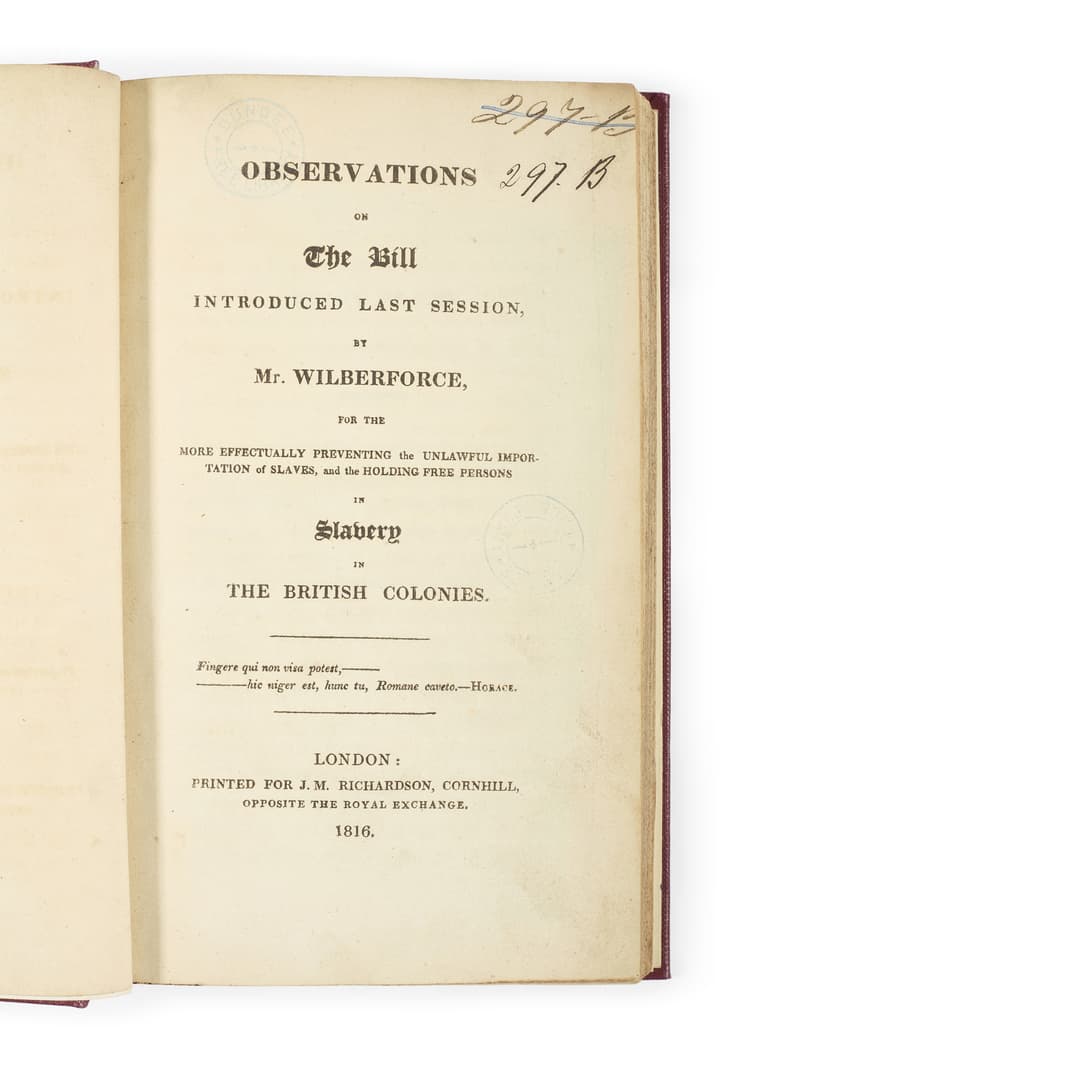 297-B
OBSERVATIONS 297. B
ON
The Bill
INTRODUCED LAST SESSION,
BY
Mr. WILBERFORCE,
FOR THE
MORE EFFECTUALLY PREVENTING the UNLAWFUL IMPOR-
TATION of SLAVES, and the HOLDING FREE PERSONS
IN
Slavery
IN
THE BRITISH COLONIES.
Fingere qui non visa potest,———
————hic niger est, hunc tu, Romane caveto.—HORACE.
LONDON:
PRINTED FOR J. M. RICHARDSON, CORNHILL,
OPPOSITE THE ROYAL EXCHANGE.
1816.